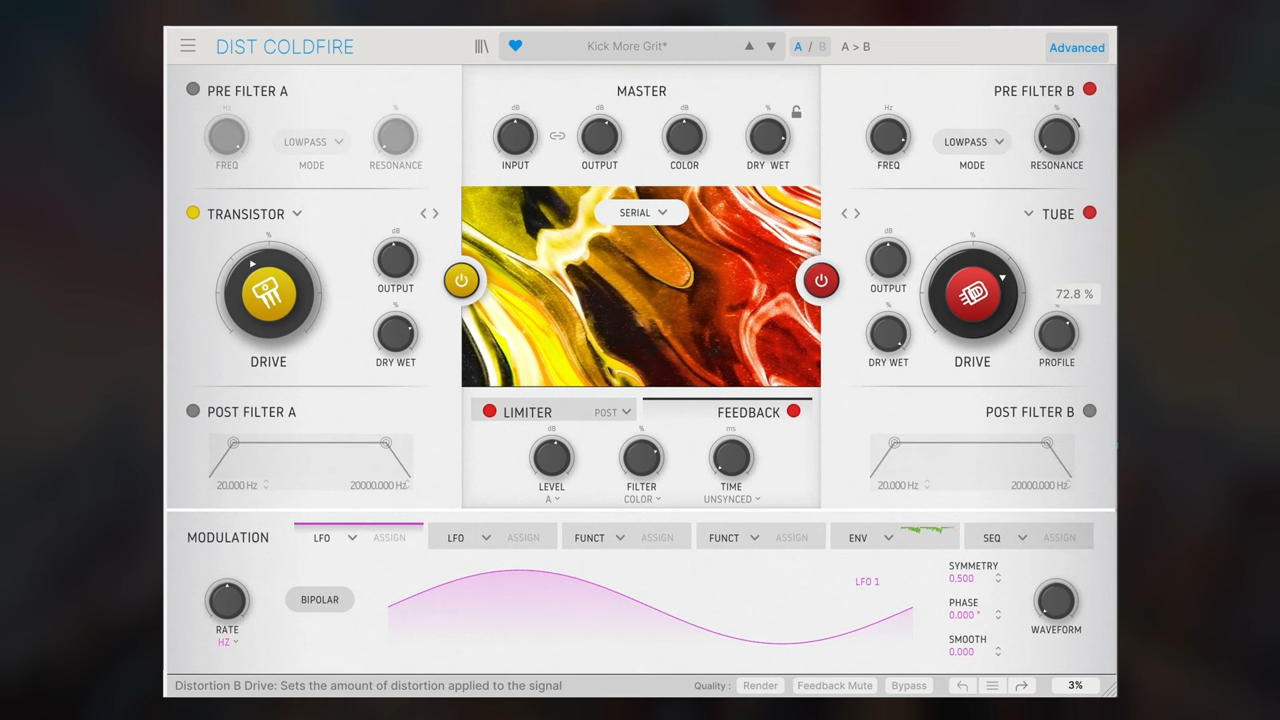 DIST COLDFIRE
Kick More Grit*
A / B
A > B
Advanced
PRE FILTER A
Hz
%
FREQ
LOWPASS
MODE
RESONANCE
MASTER
dB
dB
dB
%
INPUT
OUTPUT
COLOR
DRY WET
PRE FILTER B
Hz
%
FREQ
LOWPASS
MODE
RESONANCE
TRANSISTOR
%
dB
OUTPUT
%
DRY WET
DRIVE
SERIAL
TUBE
dB
%
OUTPUT
72.8 %
%
%
DRY WET
DRIVE
PROFILE
POST FILTER A
20.000 Hz
20000.000Hz
LIMITER
POST
FEEDBACK
dB
%
ms
LEVEL
FILTER
TIME
A
COLOR
UNSYNCED
POST FILTER B
20.000 Hz
20000.000Hz
MODULATION
LFO
ASSIGN
LFO
ASSIGN
FUNCT
ASSIGN
FUNCT
ASSIGN
ENV
SEQ
ASSIGN
RATE
HZ
BIPOLAR
LFO 1
SYMMETRY
0.500
PHASE
0.000 °
SMOOTH
0.000
WAVEFORM
Distortion B Drive: Sets the amount of distortion applied to the signal
Quality :
Render
Feedback Mute
Bypass
3%